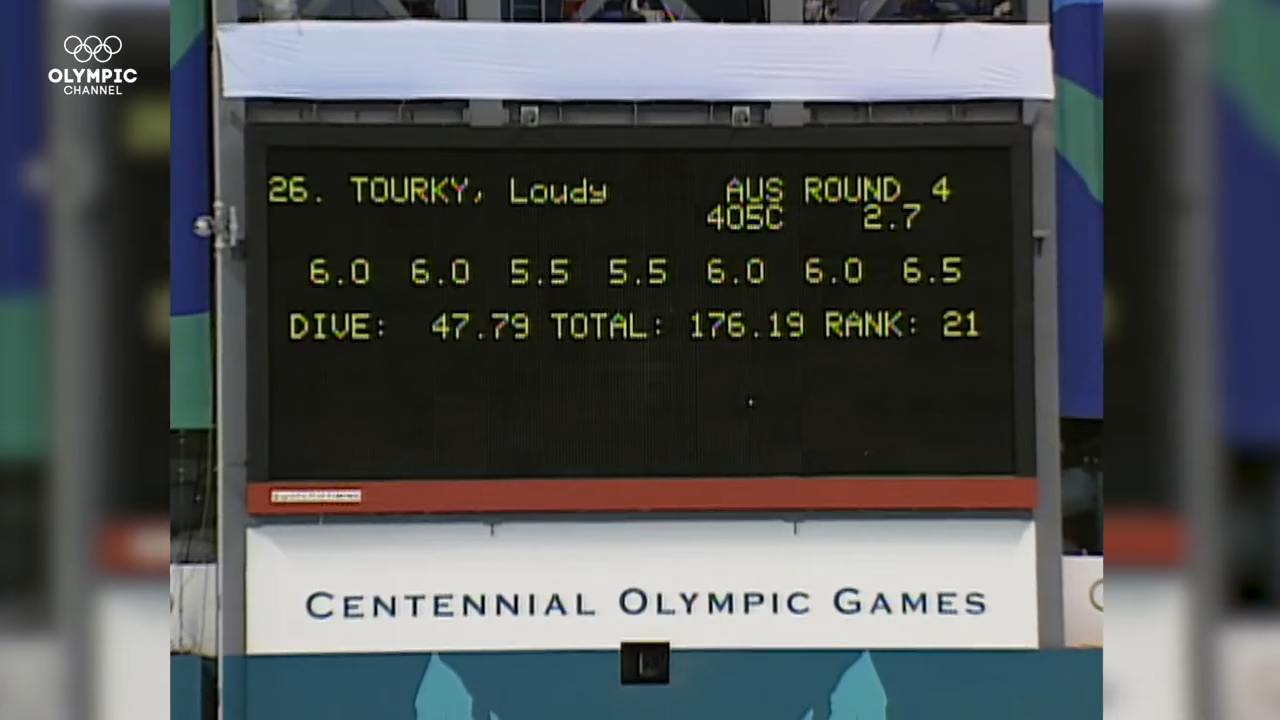 OLYMPIC
CHANNEL
26. TOURKY, Loudy AUS ROUND 4
405C 2.7
6.0 6.0 5.5 5.5 6.0 6.0 6.5
DIVE: 47.79 TOTAL: 176.19 RANK: 21
CENTENNIAL OLYMPIC GAMES